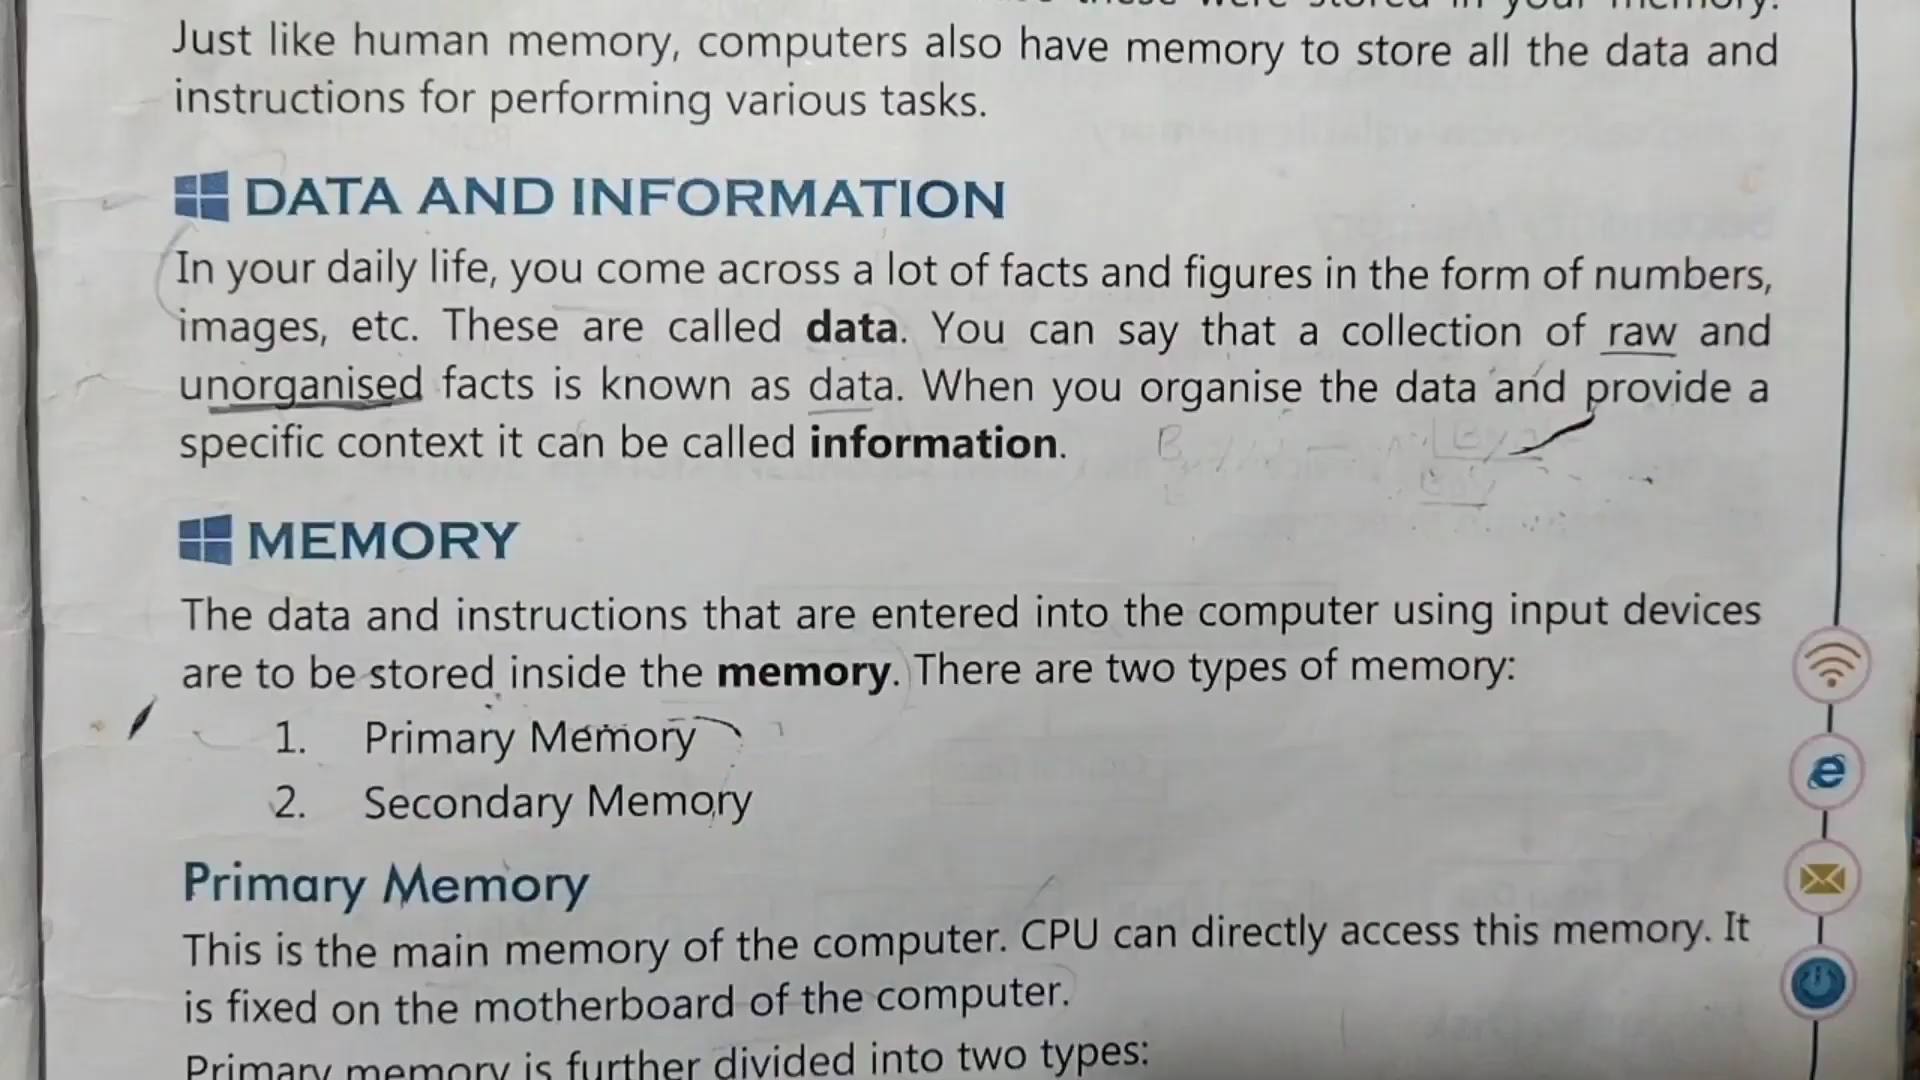 stored in your memory.
Just like human memory, computers also have memory to store all the data and
instructions for performing various tasks.
DATA AND INFORMATION
In your daily life, you come across a lot of facts and figures in the form of numbers,
images, etc. These are called data. You can say that a collection of raw and
unorganised facts is known as data. When you organise the data and provide a
specific context it can be called information.
MEMORY
The data and instructions that are entered into the computer using input devices
are to be stored inside the memory. There are two types of memory:
1. Primary Memory
2. Secondary Memory
Primary Memory
This is the main memory of the computer. CPU can directly access this memory. It
is fixed on the motherboard of the computer.
Primary memory is further divided into two types: